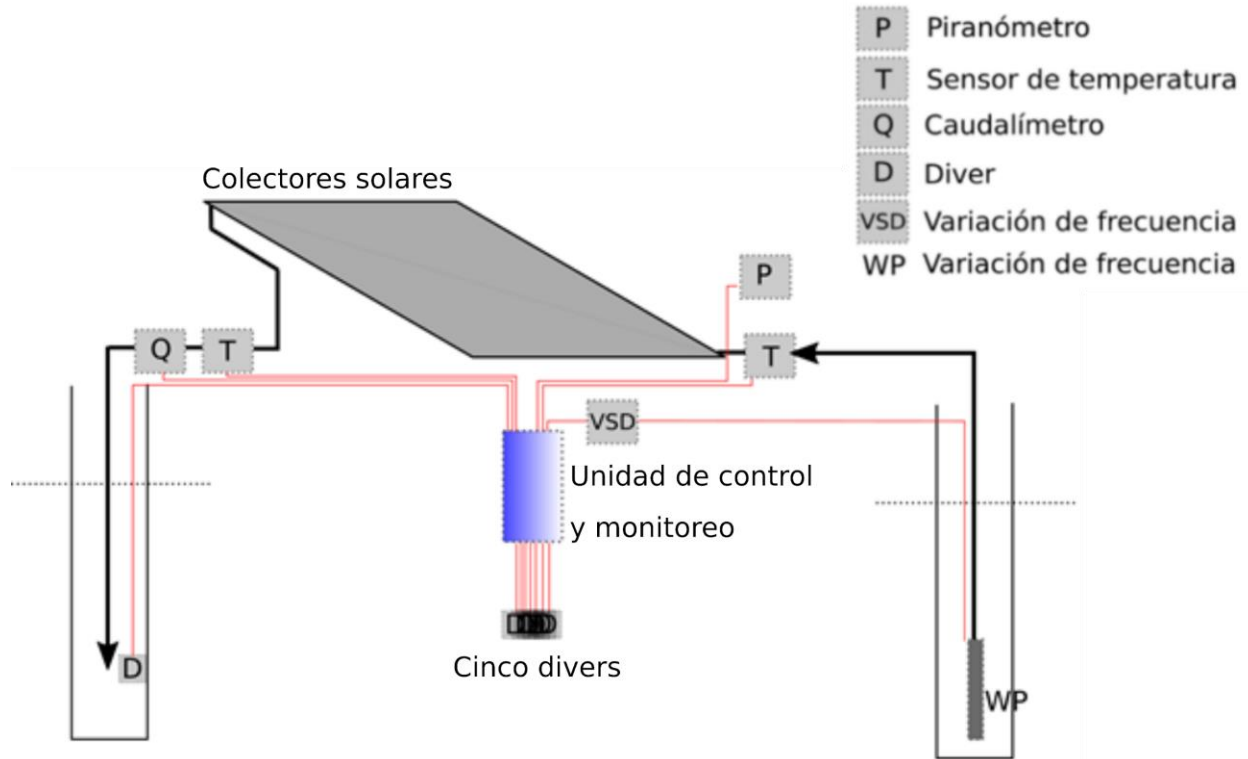 P Piranómetro
T Sensor de temperatura
Q Caudalímetro
D Diver
VSD Variación de frecuencia
WP Variación de frecuencia
Colectores solares
P
Q T
T
VSD
Unidad de control
y monitoreo
D
Cinco divers
WP